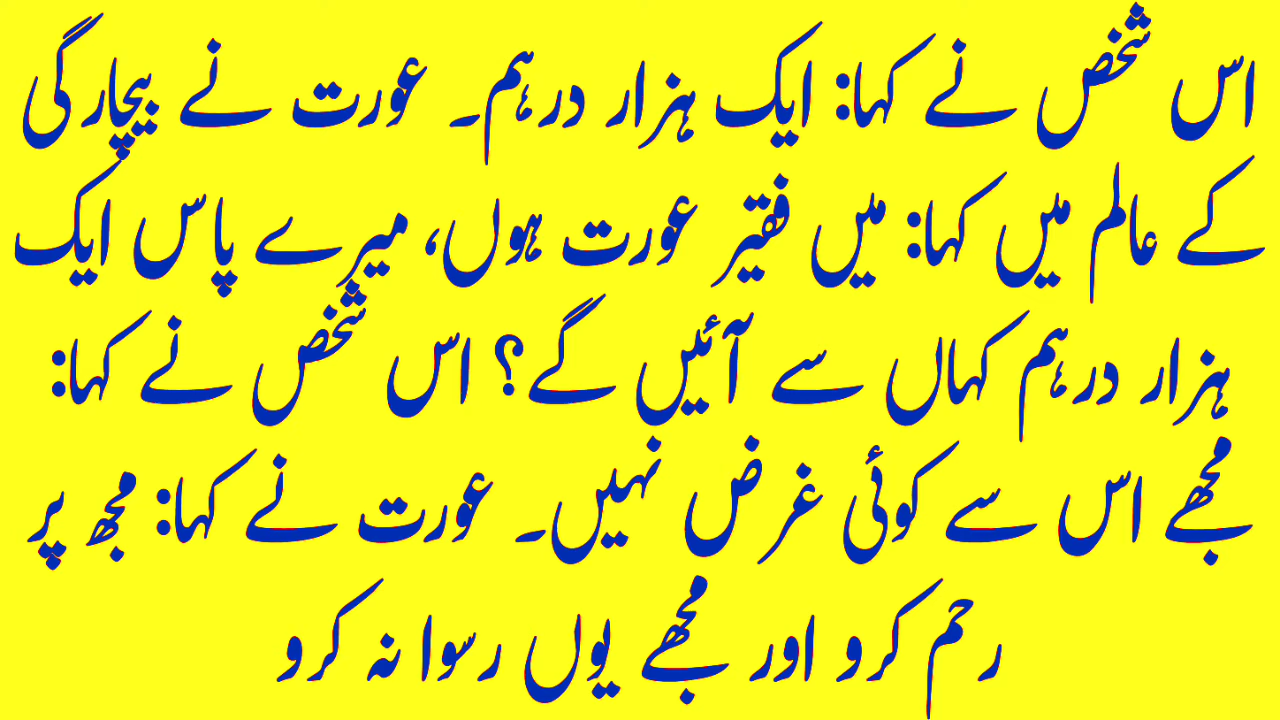 اس شخص نے کہا: ایک ہزار درہم۔ عورت نے بیچارگی
کے عالم میں کہا: میں فقیر عورت ہوں، میرے پاس ایک
ہزار درہم کہاں سے آئیں گے؟ اس شخص نے کہا:
مجھے اس سے کوئی غرض نہیں۔ عورت نے کہا: مجھ پر
رحم کرو اور مجھے یوں رسوا نہ کرو